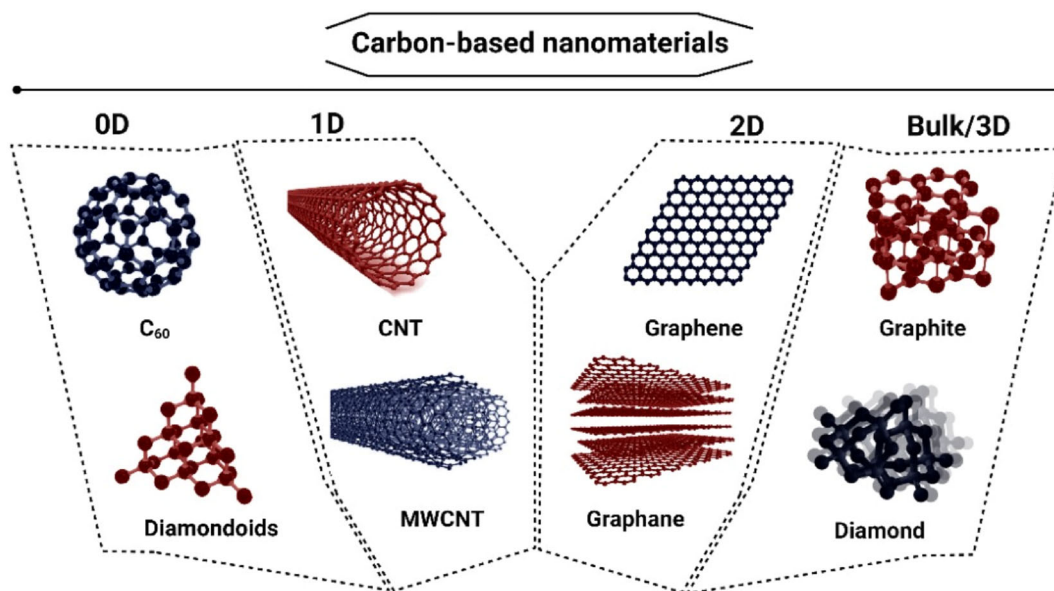 Carbon-based nanomaterials
0D
1D
2D
Bulk/3D
C₆₀
CNT
Graphene
Graphite
Diamondoids
MWCNT
Graphane
Diamond